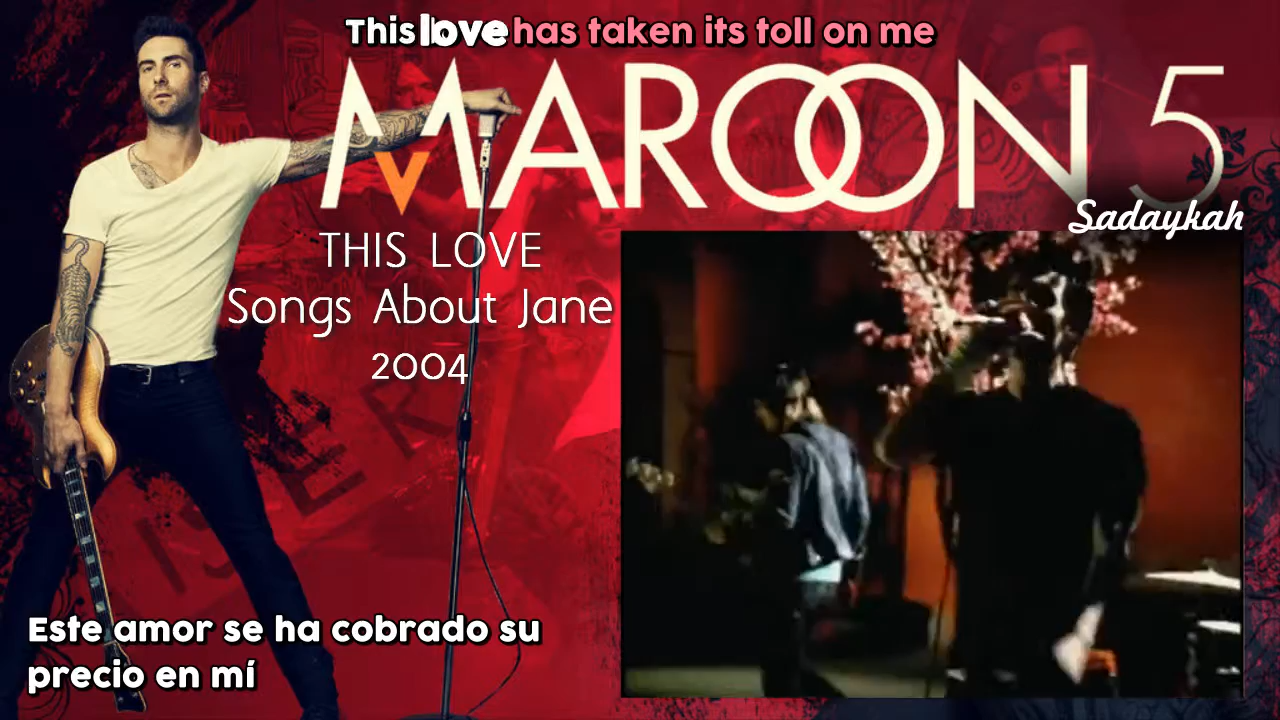 This love has taken its toll on me
MAROON 5
Sadaykah
THIS LOVE
Songs About Jane
2004
Este amor se ha cobrado su
precio en mí